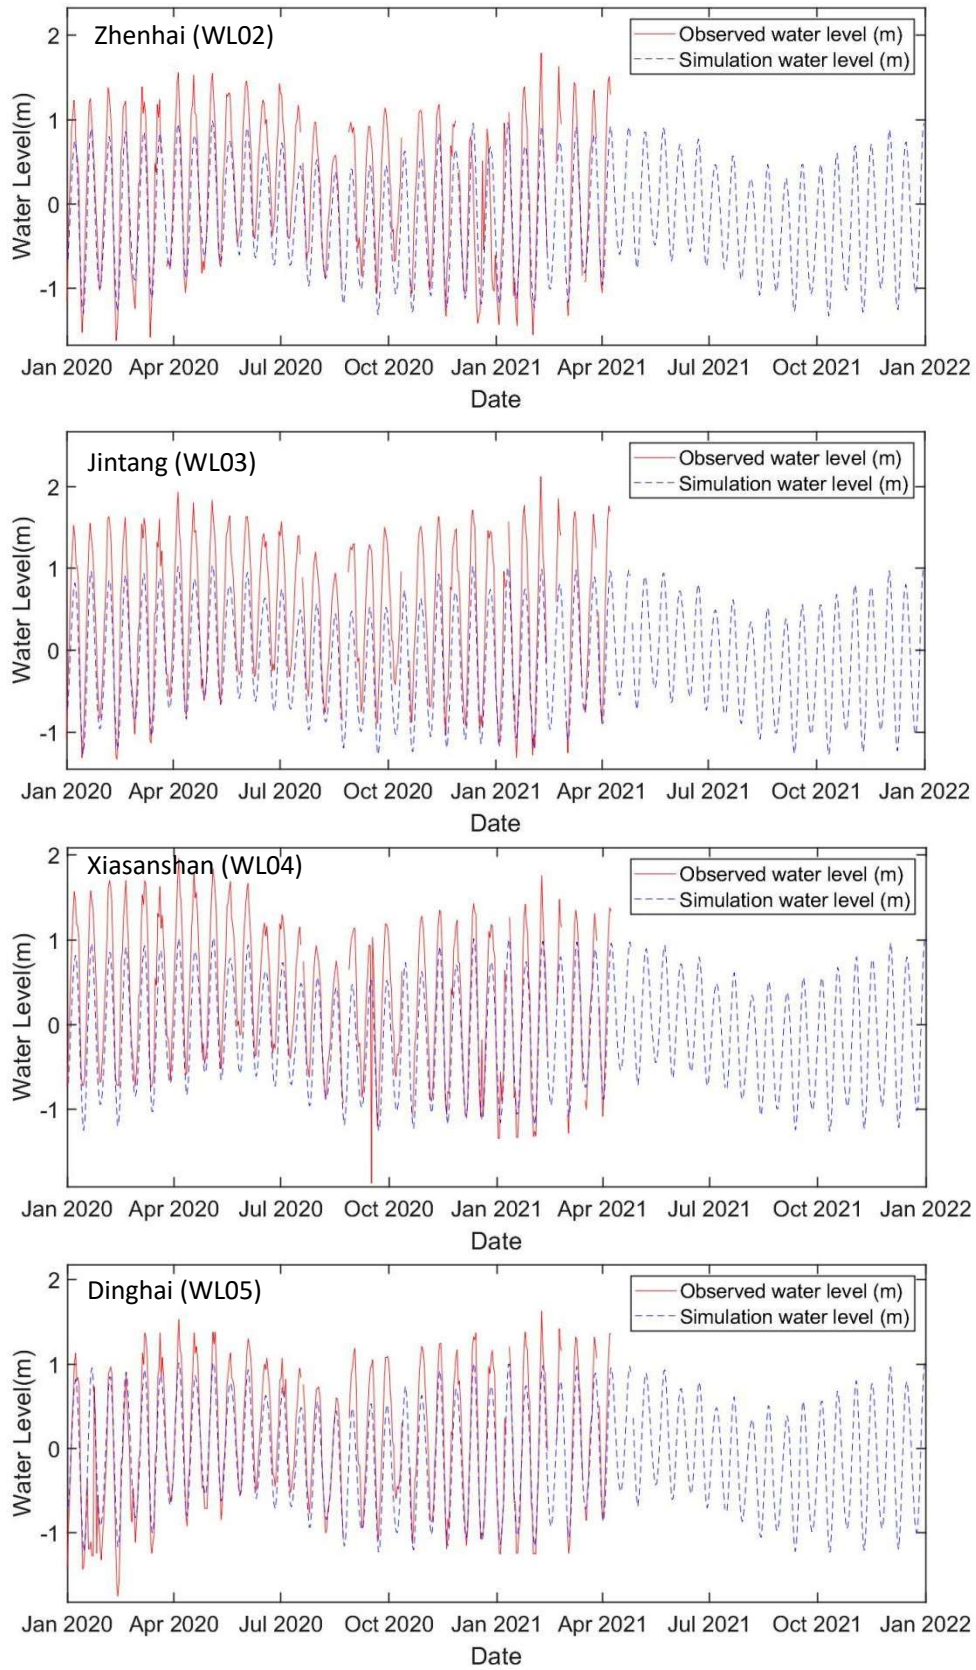 Zhenhai (WL02)
Observed water level (m)
Simulation water level (m)
Water Level(m)
2
1
0
-1
Jan 2020 Apr 2020 Jul 2020 Oct 2020 Jan 2021 Apr 2021 Jul 2021 Oct 2021 Jan 2022
Date
Jintang (WL03)
Observed water level (m)
Simulation water level (m)
Water Level(m)
2
1
0
-1
Jan 2020 Apr 2020 Jul 2020 Oct 2020 Jan 2021 Apr 2021 Jul 2021 Oct 2021 Jan 2022
Date
Xiasanshan (WL04)
Observed water level (m)
Simulation water level (m)
Water Level(m)
2
1
0
-1
Jan 2020 Apr 2020 Jul 2020 Oct 2020 Jan 2021 Apr 2021 Jul 2021 Oct 2021 Jan 2022
Date
Dinghai (WL05)
Observed water level (m)
Simulation water level (m)
Water Level(m)
2
1
0
-1
Jan 2020 Apr 2020 Jul 2020 Oct 2020 Jan 2021 Apr 2021 Jul 2021 Oct 2021 Jan 2022
Date